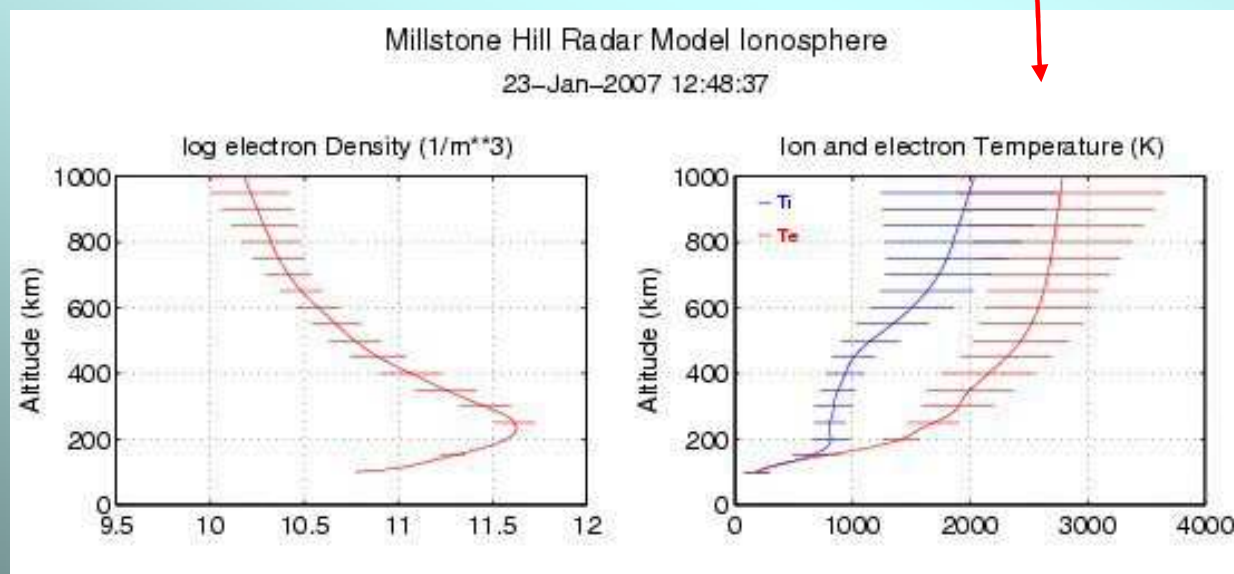 Millstone Hill Radar Model Ionosphere
23-Jan-2007 12:48:37
log electron Density (1/m**3)
Altitude (km)
1000
800
600
400
200
0
9.5 10 10.5 11 11.5 12
Ion and electron Temperature (K)
Altitude (km)
1000
800
600
400
200
0
Ti
Te
0 1000 2000 3000 4000